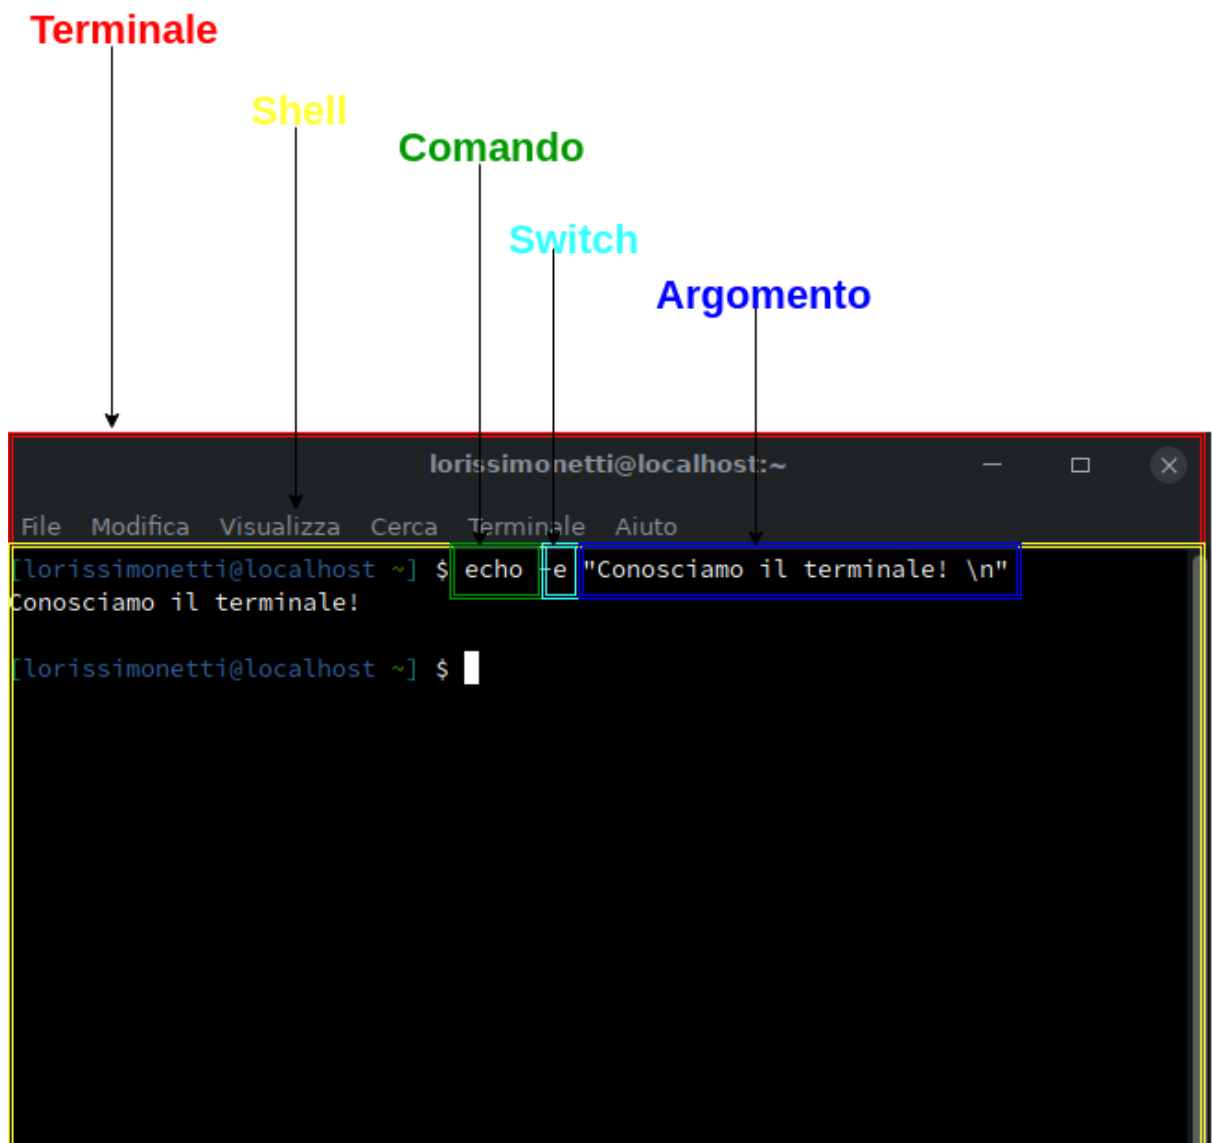 Terminale
Shell
Comando
Switch
Argomento
lorissimonetti@localhost:~
File Modifica Visualizza Cerca Terminale Aiuto
[lorissimonetti@localhost ~] $ echo -e "Conosciamo il terminale! \n"
Conosciamo il terminale!
[lorissimonetti@localhost ~] $